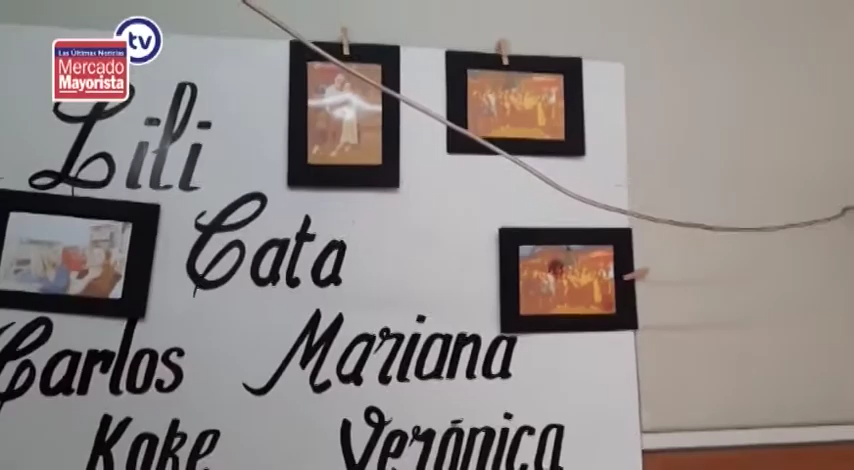 Las Últimas Noticias
Mercado
Mayorista
tv
Lili
Cata
Carlos Mariana
Koke Verónica